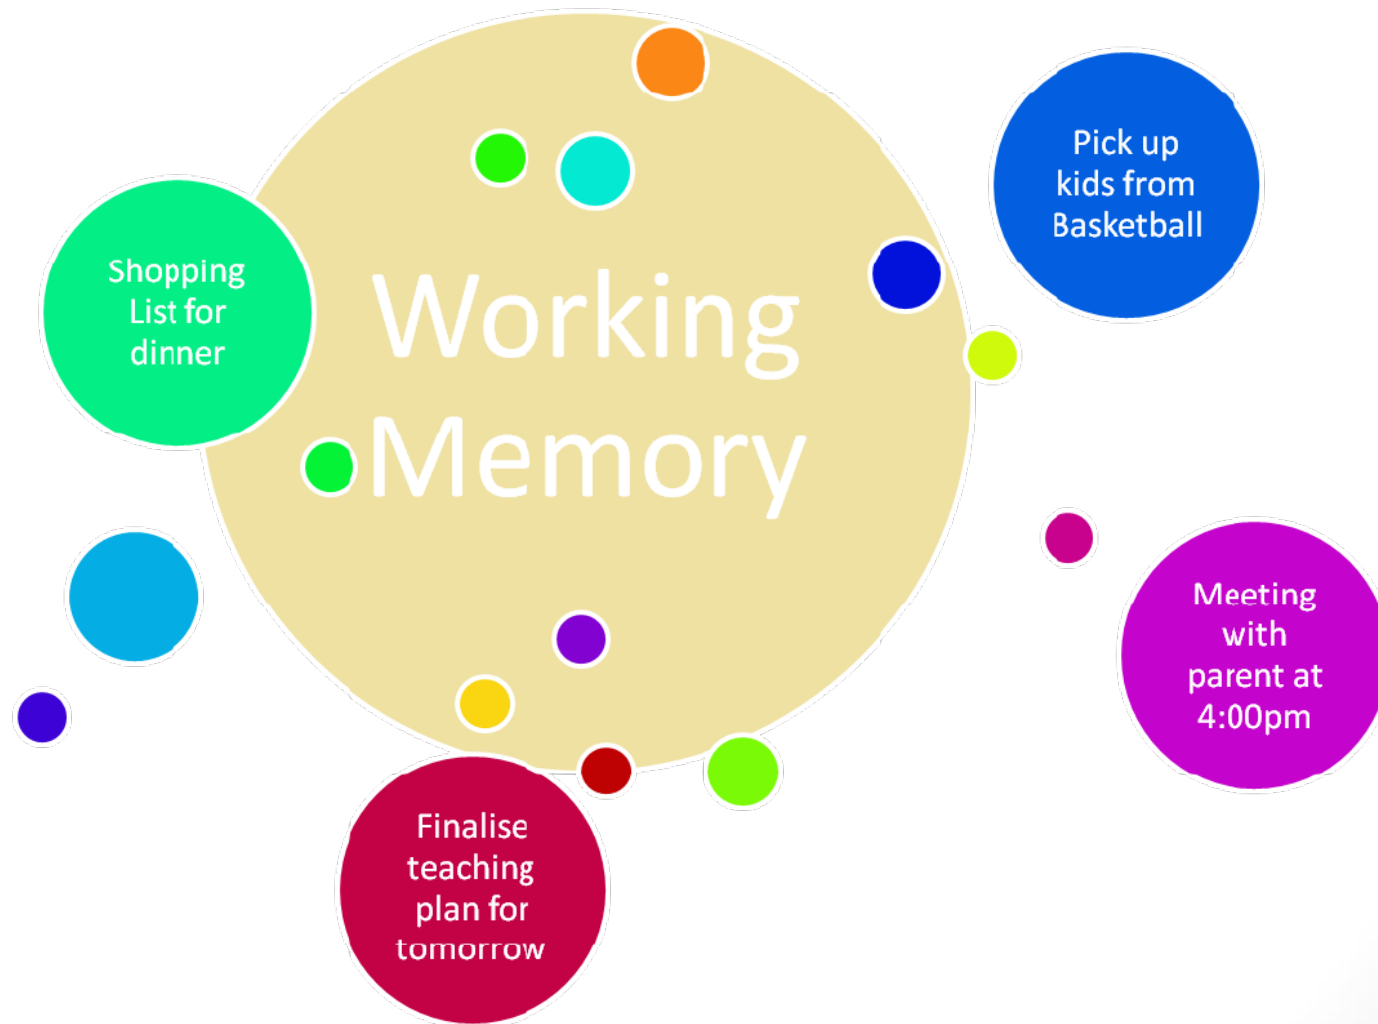 Working
Memory
Shopping
List for
dinner
Pick up
kids from
Basketball
Meeting
with
parent at
4:00pm
Finalise
teaching
plan for
tomorrow